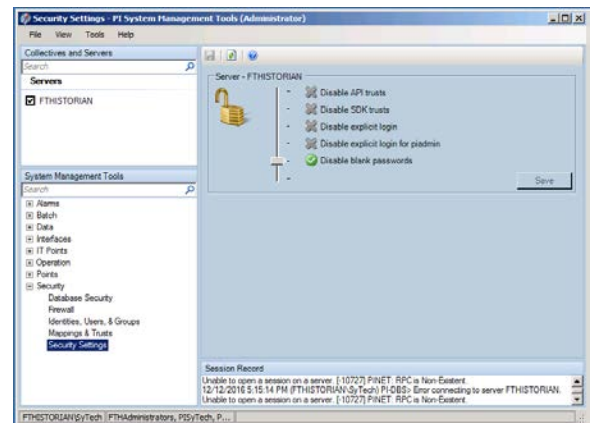 Security Settings - PI System Management Tools (Administrator)
File View Tools Help
Collectives and Servers
Search
Servers
FTHISTORIAN
System Management Tools
Search
Alarms
Batch
Data
Interfaces
IT Points
Operation
Points
Security
Database Security
Firewall
Identities, Users, & Groups
Mappings & Trusts
Security Settings
Server - FTHISTORIAN
Disable API trusts
Disable SDK trusts
Disable explicit login
Disable explicit login for piadmin
Disable blank passwords
Save
Session Record
Unable to open a session on a server. [-10727] PINET: RPC is Non-Existent.
12/12/2016 5:15:14 PM (FTHISTORIAN\SyTech) PI-DBS> Error connecting to server FTHISTORIAN.
Unable to open a session on a server. [-10727] PINET: RPC is Non-Existent.
FTHISTORIAN\SyTech FTHAdministrators, PISyTech, P...